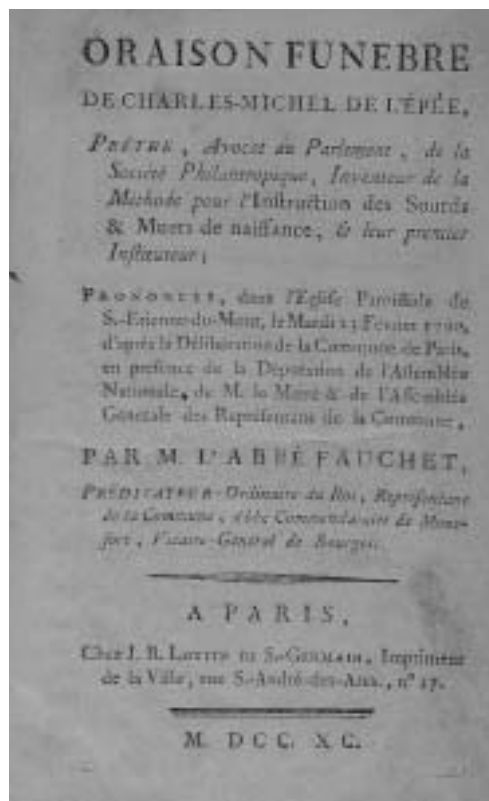 ORAISON FUNEBRE
DE CHARLES-MICHEL DE L'ÉPÉE,
PRÊTRE, Avocat au Parlement, de la
Société Philantropique, Inventeur de la
Méthode pour l'Instruction des Sourds
& Muets de naissance, & leur premier
Instituteur;
PRONONCÉE, dans l'Eglise Paroissiale de
S.-Etienne-du-Mont, le Mardi 23 Février 1790,
d'après la Délibération de la Commune de Paris,
en présence de la Députation de l'Assemblée
Nationale, de M. le Maire & de l'Assemblée
Générale des Représentans de la Commune,
PAR M. L'ABBÉ FAUCHET,
PRÉDICATEUR-Ordinaire du Roi, Représentant
de la Commune, Abbé Commendataire de Mont-
fort, Vicaire-Général de Bourges.
A PARIS,
Chez J. R. LOTTIN DE S.-GERMAIN, Imprimeur
de la Ville, rue S.-André-des-Arcs, n° 27.
M. DCC. XC.